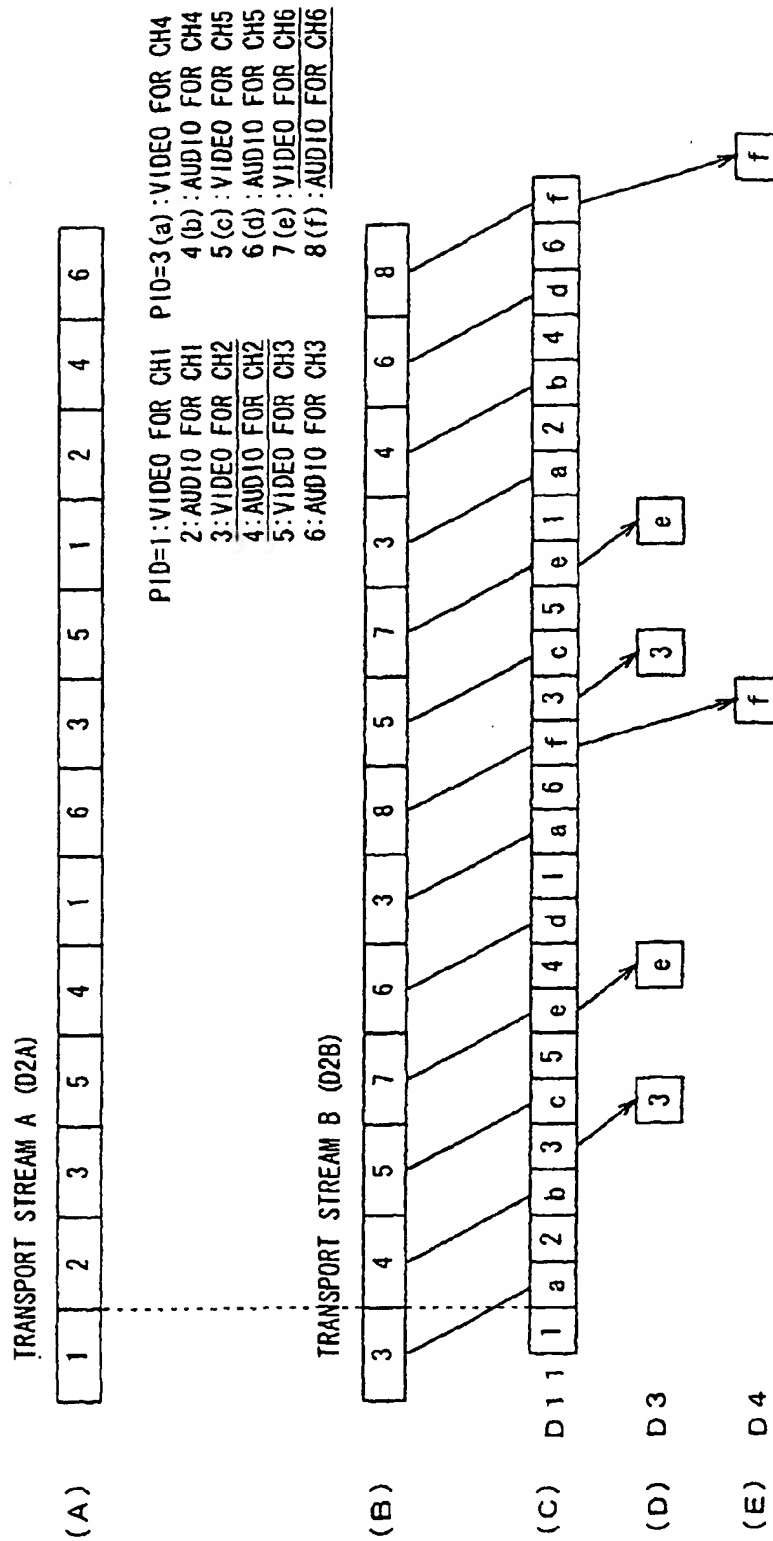 TRANSPORT STREAM A (D2A)
(A) 1 2 3 5 4 1 6 3 5 1 2 4 6
PID=1:VIDEO FOR CH1
2:AUDIO FOR CH1
3:VIDEO FOR CH2
4:AUDIO FOR CH2
5:VIDEO FOR CH3
6:AUDIO FOR CH3
PID=3(a):VIDEO FOR CH4
4(b):AUDIO FOR CH4
5(c):VIDEO FOR CH5
6(d):AUDIO FOR CH5
7(e):VIDEO FOR CH6
8(f):AUDIO FOR CH6
TRANSPORT STREAM B (D2B)
(B) 3 4 5 7 6 3 8 5 7 3 4 6 8
(C) D11 1 a 2 b 3 c 5 e 4 d 1 a 6 f 3 c 5 e 1 a 2 b 4 d 6 f
(D) D3 3 e 3 e
(E) D4 f f